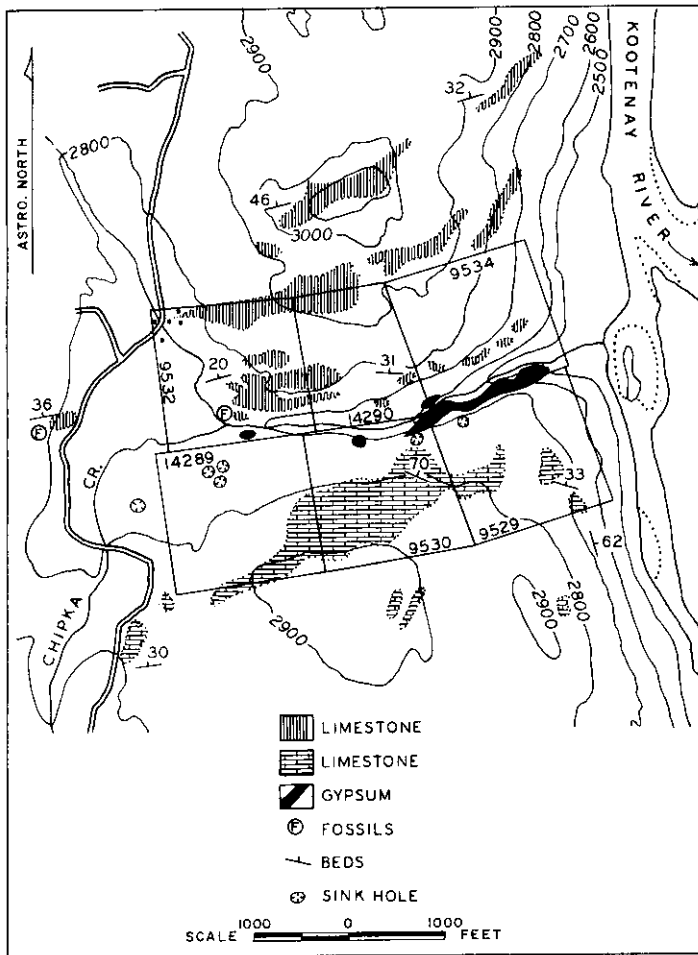 2900
2900
2800
2700
2600
2500
KOOTENAY
RIVER
ASTRO. NORTH
2800
32
46
3000
9534
9532
20
31
36
F
F
14290
14289
CR.
70
33
9530
9529
62
CHIPKA
30
2900
2900
2800
LIMESTONE
LIMESTONE
GYPSUM
F FOSSILS
BEDS
SINK HOLE
1000 0 1000
SCALE FEET